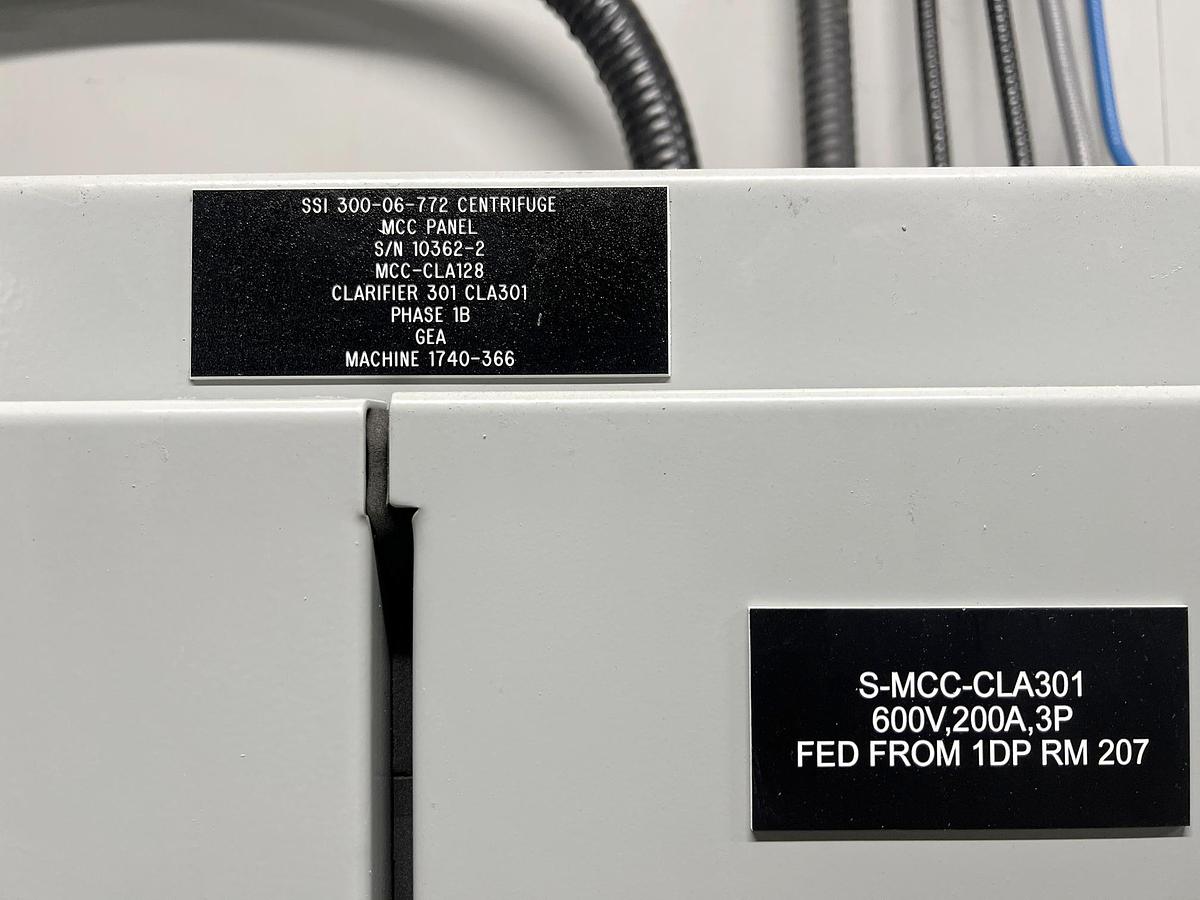 SSI 300-06-772 CENTRIFUGE
MCC PANEL
S/N 10362-2
MCC-CLA128
CLARIFIER 301 CLA301
PHASE 1B
GEA
MACHINE 1740-366
S-MCC-CLA301
600V,200A,3P
FED FROM 1DP RM 207